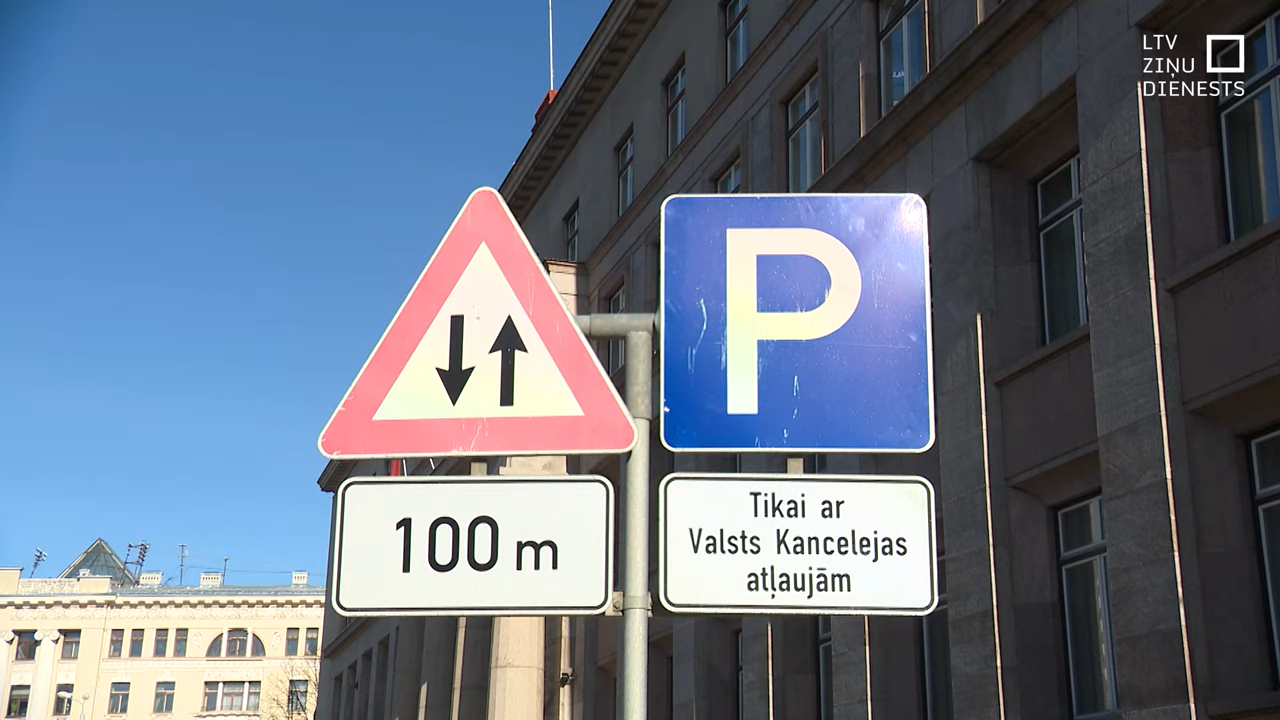 LTV
ZIŅU
DIENESTS
P
100 m
Tikai ar
Valsts Kancelejas
atļaujām